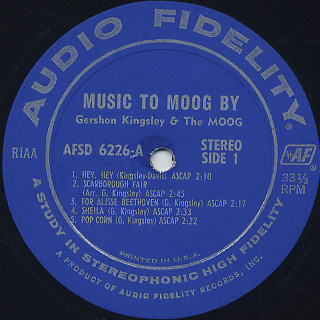 AUDIO FIDELITY®
MUSIC TO MOOG BY
Gershon Kingsley & The MOOG
RIAA
AFSD 6226-A
STEREO
SIDE 1
AF
33⅓
RPM
1. HEY, HEY (Kingsley-Davis) ASCAP 2:10
2. SCARBOROUGH FAIR
(Arr. G. Kingsley) ASCAP 2:45
3. FOR ALISSE BEETHOVEN (G. Kingsley) ASCAP 2:17
4. SHEILA (G. Kingsley) ASCAP 2:33
5. POP CORN (G. Kingsley) ASCAP 2:22
PRINTED IN U.S.A.
A STUDY IN STEREOPHONIC HIGH FIDELITY
A PRODUCT OF AUDIO FIDELITY RECORDS, INC.